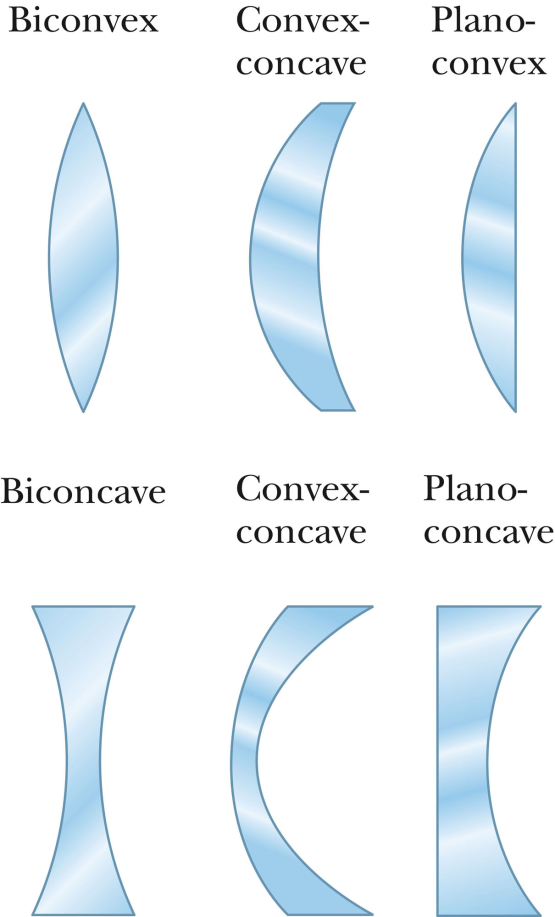 Biconvex
Convex-
concave
Plano-
convex
Biconcave
Convex-
concave
Plano-
concave